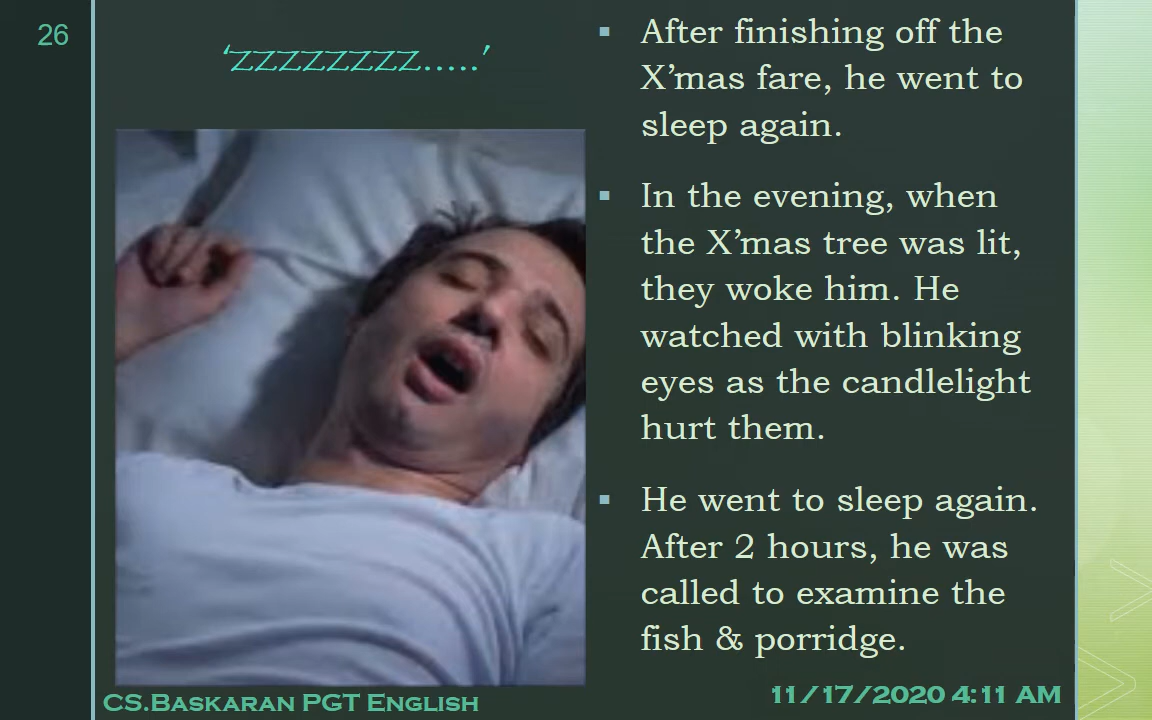 26
‘zzzzzzzz.....’
After finishing off the
X’mas fare, he went to
sleep again.
In the evening, when
the X’mas tree was lit,
they woke him. He
watched with blinking
eyes as the candlelight
hurt them.
He went to sleep again.
After 2 hours, he was
called to examine the
fish & porridge.
CS.Baskaran PGT English
11/17/2020 4:11 AM